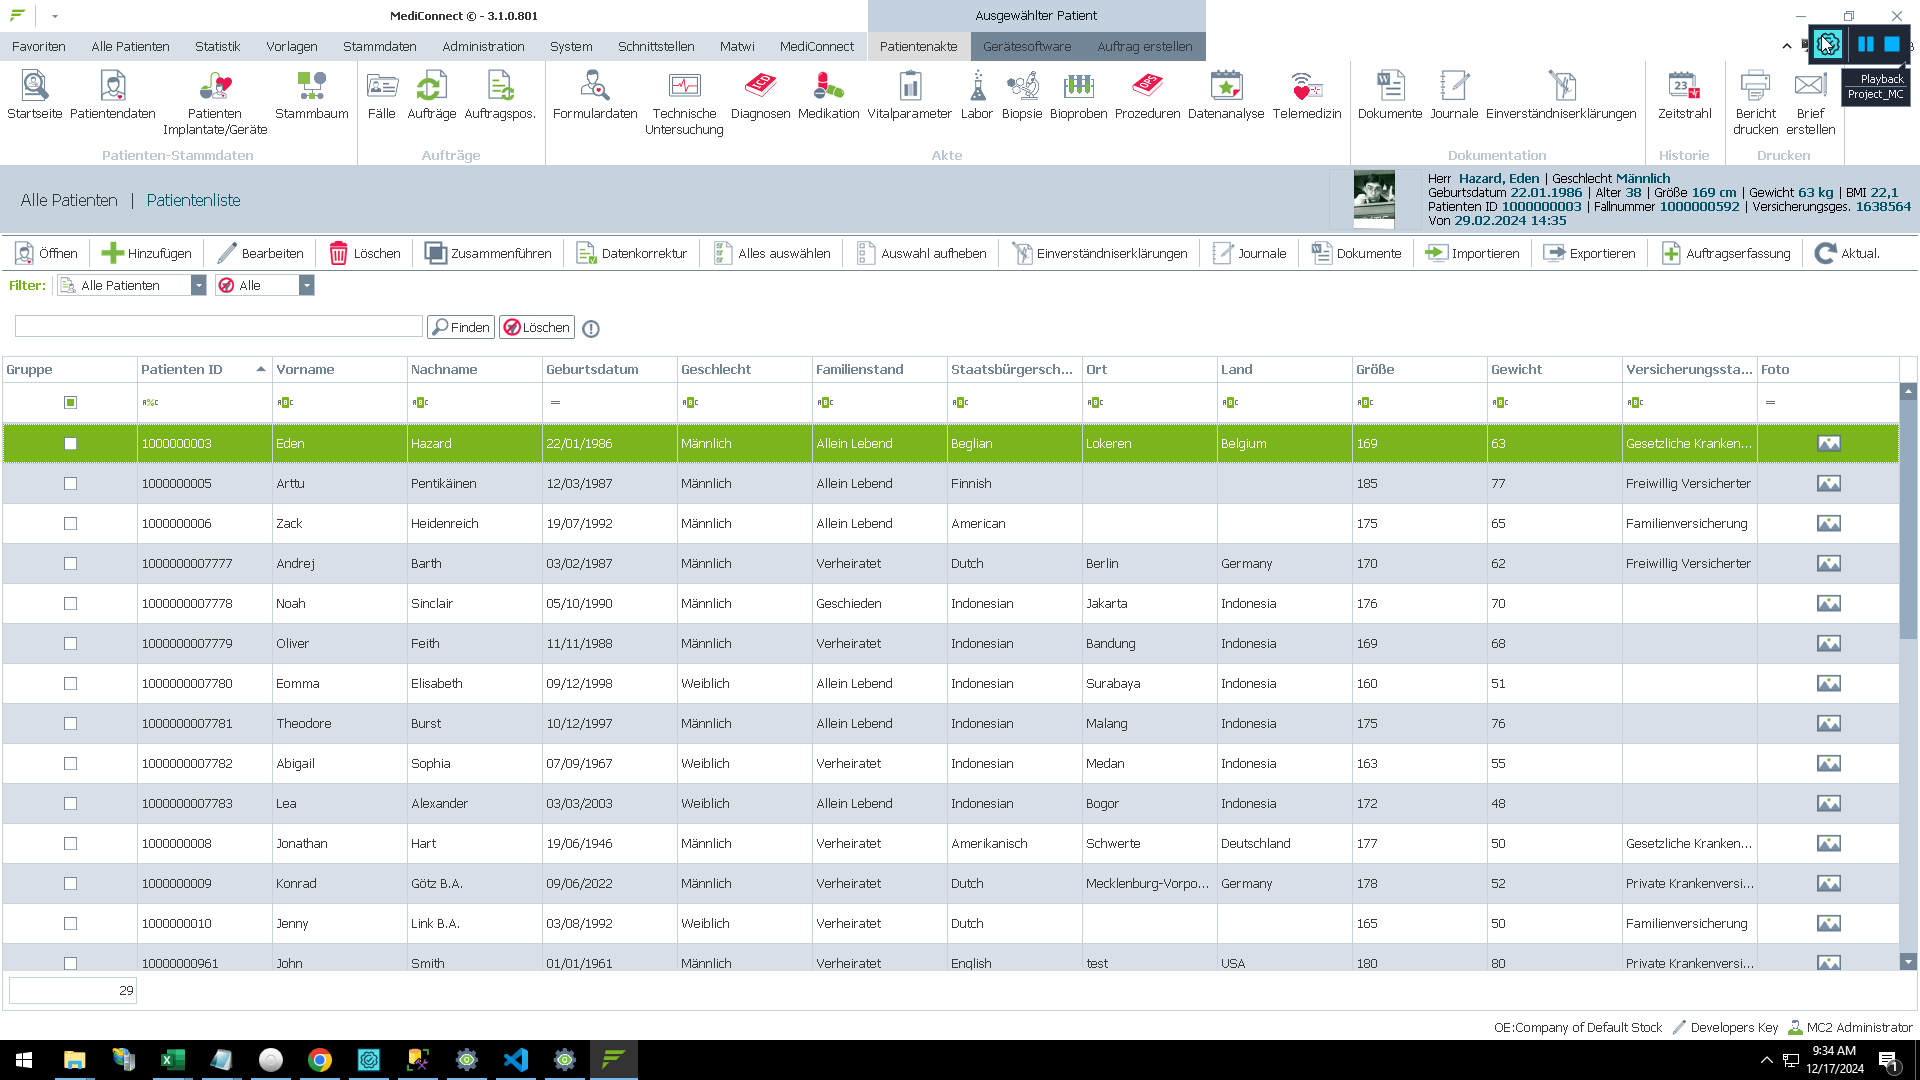 MediConnect © - 3.1.0.801
Ausgewählter Patient
Favoriten Alle Patienten Statistik Vorlagen Stammdaten Administration System Schnittstellen Matwi MediConnect Patientenakte Gerätesoftware Auftrag erstellen
Playback
Project_MC
Startseite Patientendaten Patienten Implantate/Geräte Stammbaum Fälle Aufträge Auftragspos. Formulardaten Technische Untersuchung Diagnosen Medikation Vitalparameter Labor Biopsie Bioproben Prozeduren Datenanalyse Telemedizin Dokumente Journale Einverständniserklärungen Zeitstrahl Bericht drucken Brief erstellen
Patienten-Stammdaten Aufträge Akte Dokumentation Historie Drucken
Alle Patienten | Patientenliste
Herr Hazard, Eden | Geschlecht Männlich
Geburtsdatum 22.01.1986 | Alter 38 | Größe 169 cm | Gewicht 63 kg | BMI 22,1
Patienten ID 1000000003 | Fallnummer 1000000592 | Versicherungsges. 1638564
Von 29.02.2024 14:35
Öffnen Hinzufügen Bearbeiten Löschen Zusammenführen Datenkorrektur Alles auswählen Auswahl aufheben Einverständniserklärungen Journale Dokumente Importieren Exportieren Auftragserfassung Aktual.
Filter: Alle Patienten Alle
Finden Löschen
Gruppe Patienten ID Vorname Nachname Geburtsdatum Geschlecht Familienstand Staatsbürgersch... Ort Land Größe Gewicht Versicherungssta... Foto
1000000003 Eden Hazard 22/01/1986 Männlich Allein Lebend Beglian Lokeren Belgium 169 63 Gesetzliche Kranken...
1000000005 Arttu Pentikäinen 12/03/1987 Männlich Allein Lebend Finnish 185 77 Freiwillig Versicherter
1000000006 Zack Heidenreich 19/07/1992 Männlich Allein Lebend American 175 65 Familienversicherung
1000000007777 Andrej Barth 03/02/1987 Männlich Verheiratet Dutch Berlin Germany 170 62 Freiwillig Versicherter
1000000007778 Noah Sinclair 05/10/1990 Männlich Geschieden Indonesian Jakarta Indonesia 176 70
1000000007779 Oliver Feith 11/11/1988 Männlich Verheiratet Indonesian Bandung Indonesia 169 68
1000000007780 Eomma Elisabeth 09/12/1998 Weiblich Allein Lebend Indonesian Surabaya Indonesia 160 51
1000000007781 Theodore Burst 10/12/1997 Männlich Allein Lebend Indonesian Malang Indonesia 175 76
1000000007782 Abigail Sophia 07/09/1967 Weiblich Verheiratet Indonesian Medan Indonesia 163 55
1000000007783 Lea Alexander 03/03/2003 Weiblich Allein Lebend Indonesian Bogor Indonesia 172 48
1000000008 Jonathan Hart 19/06/1946 Männlich Verheiratet Amerikanisch Schwerte Deutschland 177 50 Gesetzliche Kranken...
1000000009 Konrad Götz B.A. 09/06/2022 Männlich Verheiratet Dutch Mecklenburg-Vorpo... Germany 178 52 Private Krankenversi...
1000000010 Jenny Link B.A. 03/08/1992 Weiblich Verheiratet Dutch 165 50 Familienversicherung
10000000961 John Smith 01/01/1961 Männlich Verheiratet English test USA 180 80 Private Krankenversi...
29
OE:Company of Default Stock Developers Key MC2 Administrator
9:34 AM
12/17/2024
1